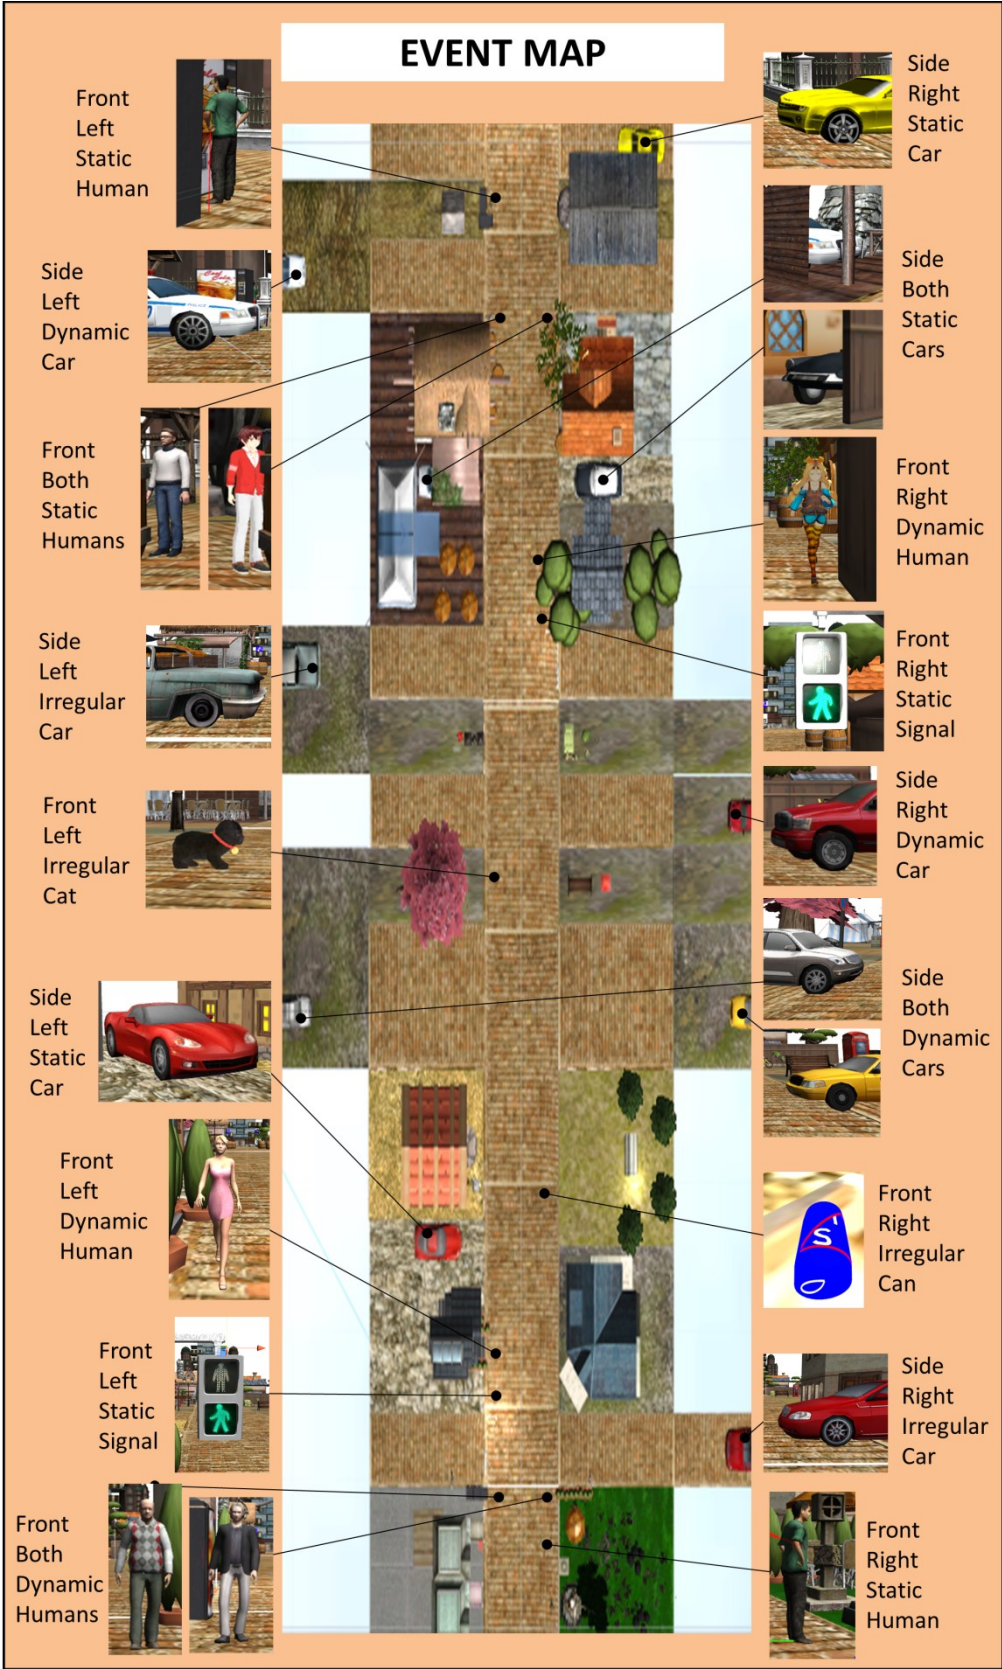 EVENT MAP
Front
Left
Static
Human
Side
Left
Dynamic
Car
Front
Both
Static
Humans
Side
Left
Irregular
Car
Front
Left
Irregular
Cat
Side
Left
Static
Car
Front
Left
Dynamic
Human
Front
Left
Static
Signal
Front
Both
Dynamic
Humans
Side
Right
Static
Car
Side
Both
Static
Cars
Front
Right
Dynamic
Human
Front
Right
Static
Signal
Side
Right
Dynamic
Car
Side
Both
Dynamic
Cars
Front
Right
Irregular
Can
S
Side
Right
Irregular
Car
Front
Right
Static
Human